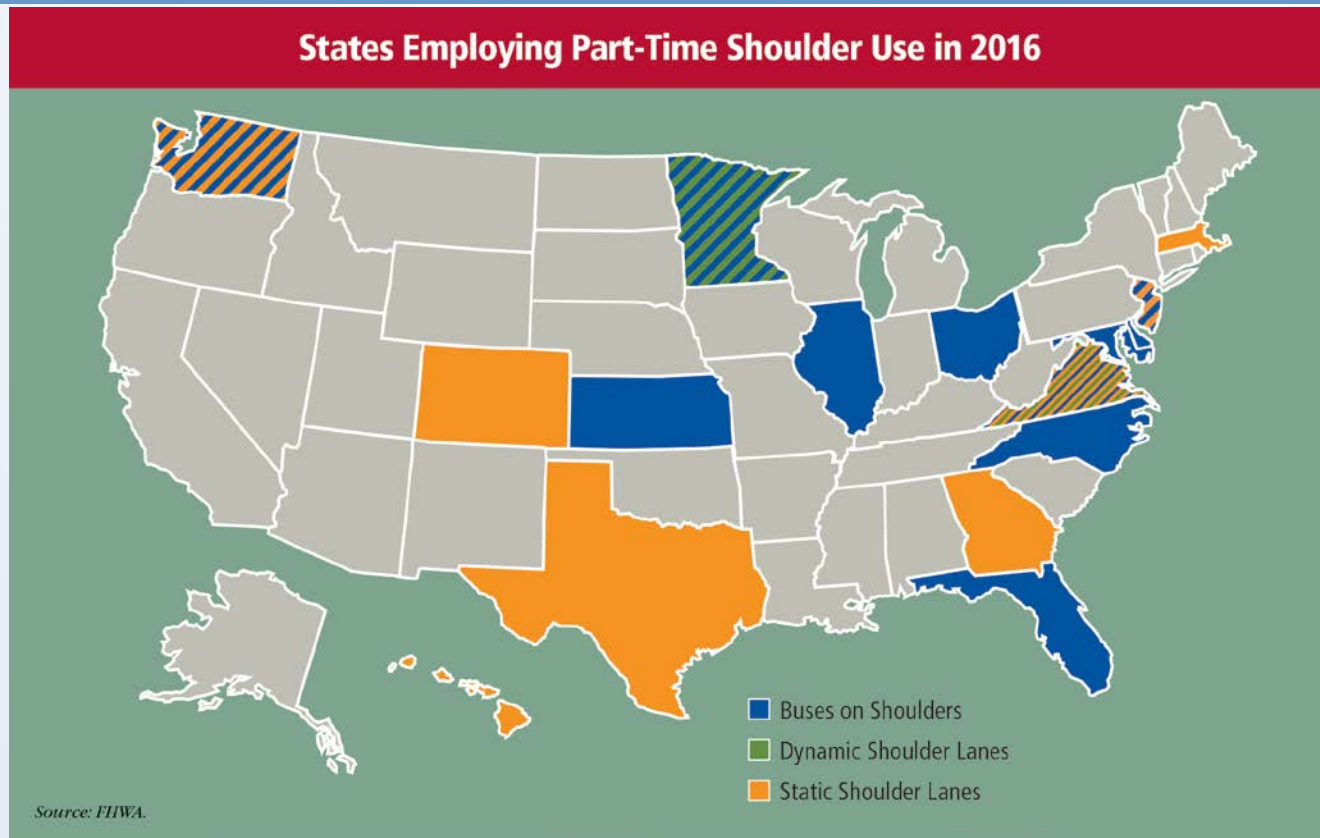 States Employing Part-Time Shoulder Use in 2016
Buses on Shoulders
Dynamic Shoulder Lanes
Static Shoulder Lanes
Source: FHWA.